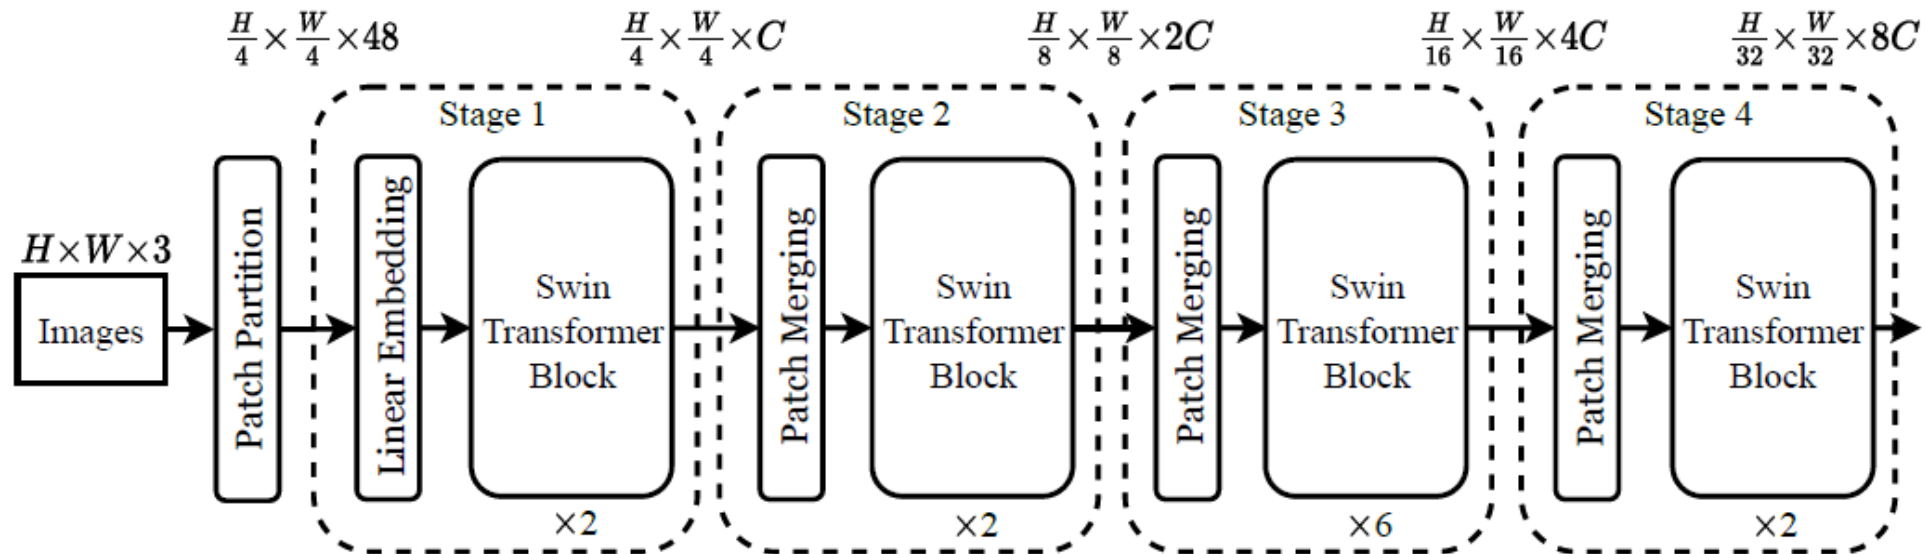 H/4 × W/4 × 48
H/4 × W/4 × C
H/8 × W/8 × 2C
H/16 × W/16 × 4C
H/32 × W/32 × 8C
Stage 1
Stage 2
Stage 3
Stage 4
H×W×3
Images
Patch Partition
Linear Embedding
Swin
Transformer
Block
×2
Patch Merging
Swin
Transformer
Block
×2
Patch Merging
Swin
Transformer
Block
×6
Patch Merging
Swin
Transformer
Block
×2